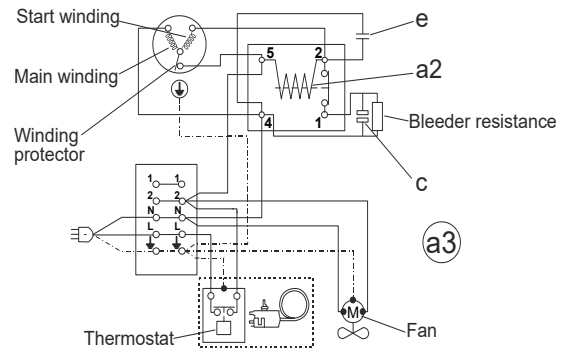 Start winding
e
5 2
a2
Main winding
4 1
Bleeder resistance
Winding
protector
c
1 1
2 2
N N
L L
a3
M
Thermostat
Fan